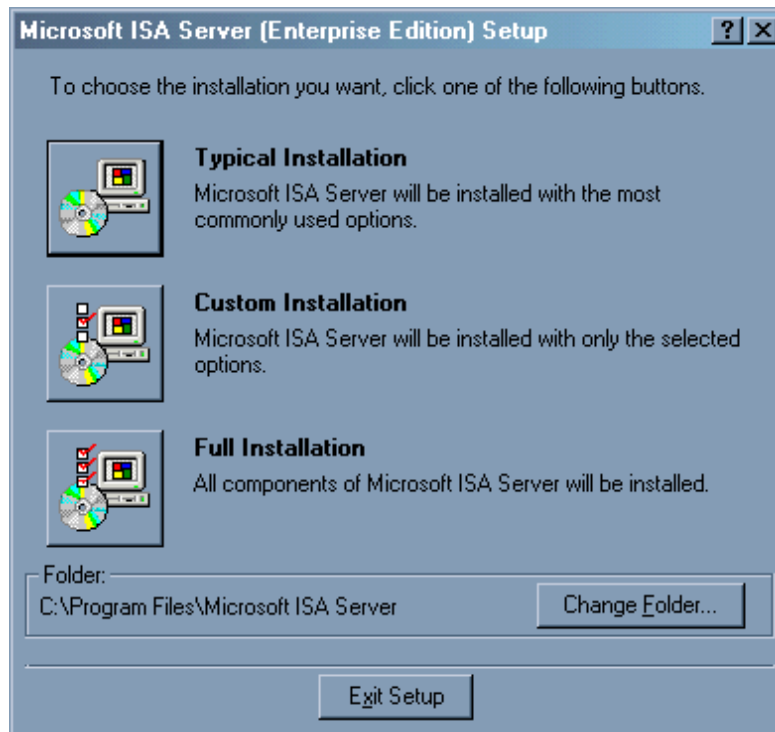 Microsoft ISA Server (Enterprise Edition) Setup
To choose the installation you want, click one of the following buttons.
Typical Installation
Microsoft ISA Server will be installed with the most
commonly used options.
Custom Installation
Microsoft ISA Server will be installed with only the selected
options.
Full Installation
All components of Microsoft ISA Server will be installed.
Folder:
C:\Program Files\Microsoft ISA Server
Change Folder...
Exit Setup